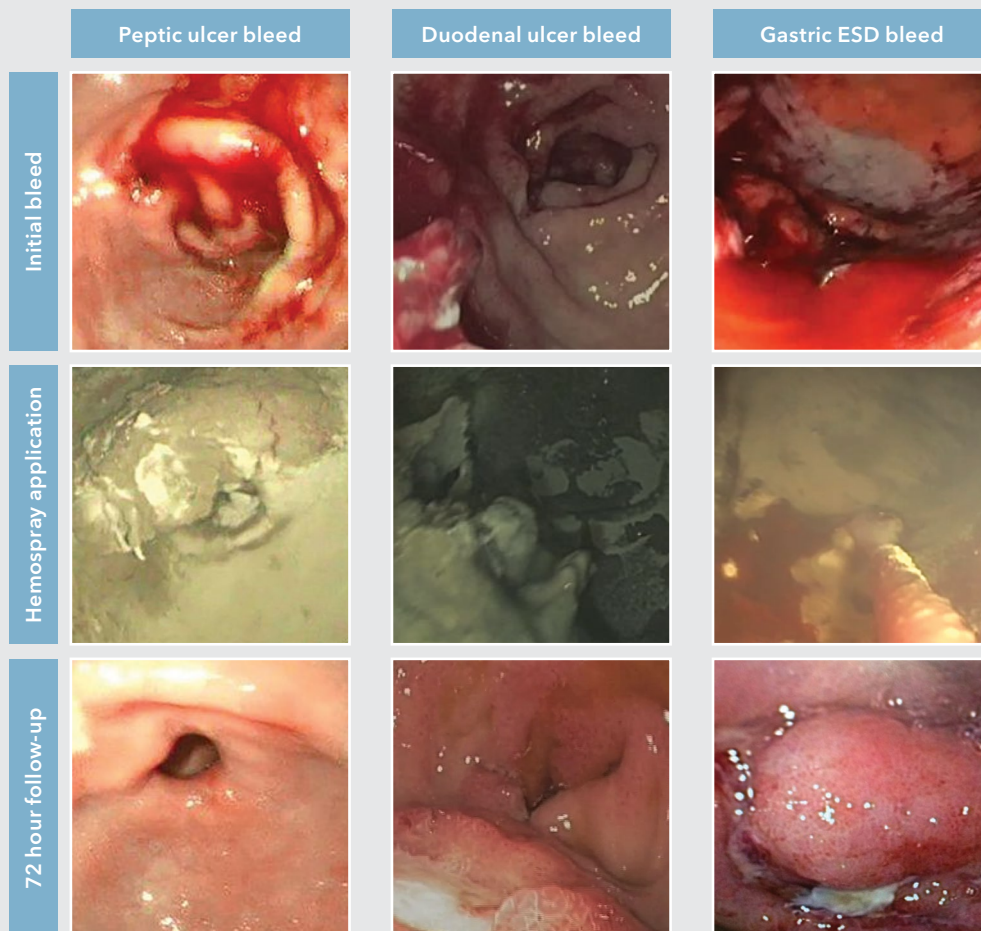 Peptic ulcer bleed
Duodenal ulcer bleed
Gastric ESD bleed
Initial bleed
Hemospray application
72 hour follow-up